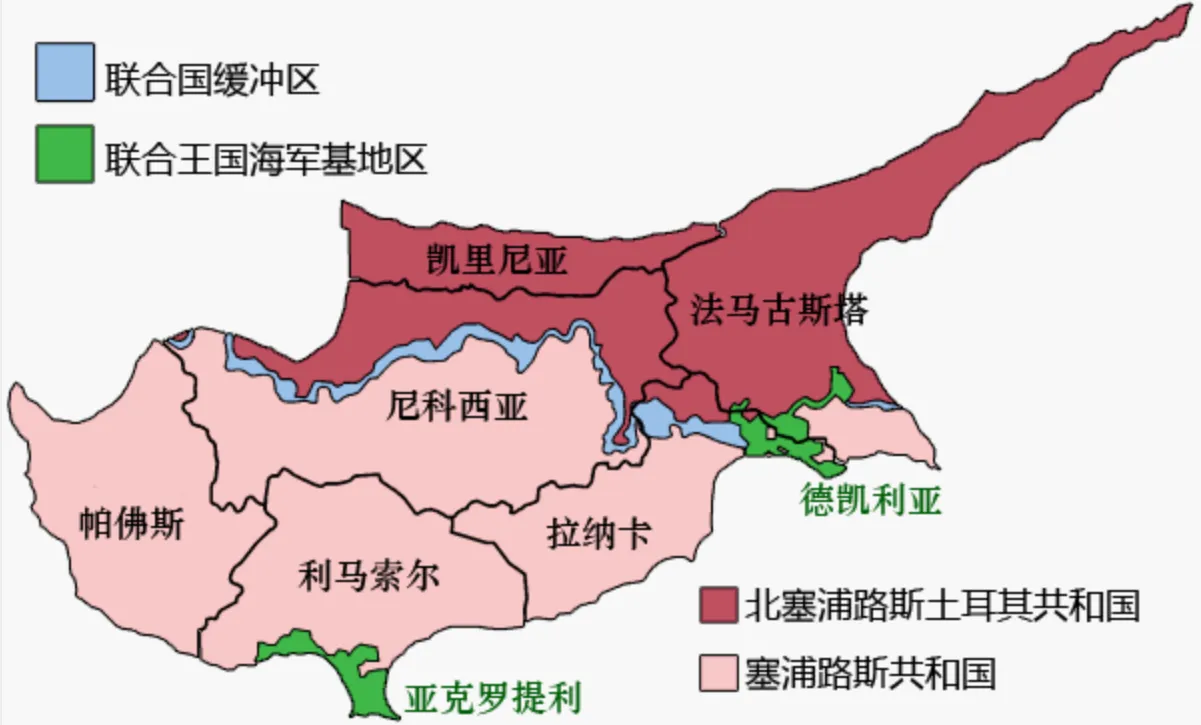 联合国缓冲区
联合王国海军基地区
凯里尼亚
法马古斯塔
尼科西亚
德凯利亚
帕佛斯
拉纳卡
利马索尔
北塞浦路斯土耳其共和国
塞浦路斯共和国
亚克罗提利